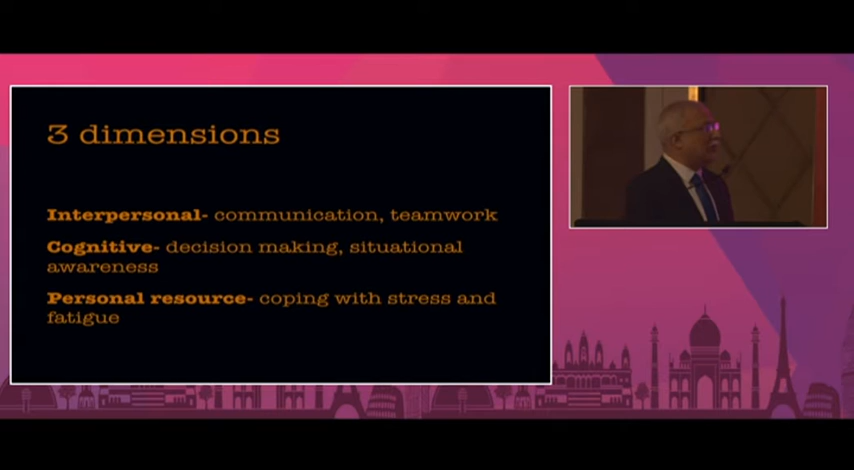 3 dimensions
Interpersonal- communication, teamwork
Cognitive- decision making, situational
awareness
Personal resource- coping with stress and
fatigue